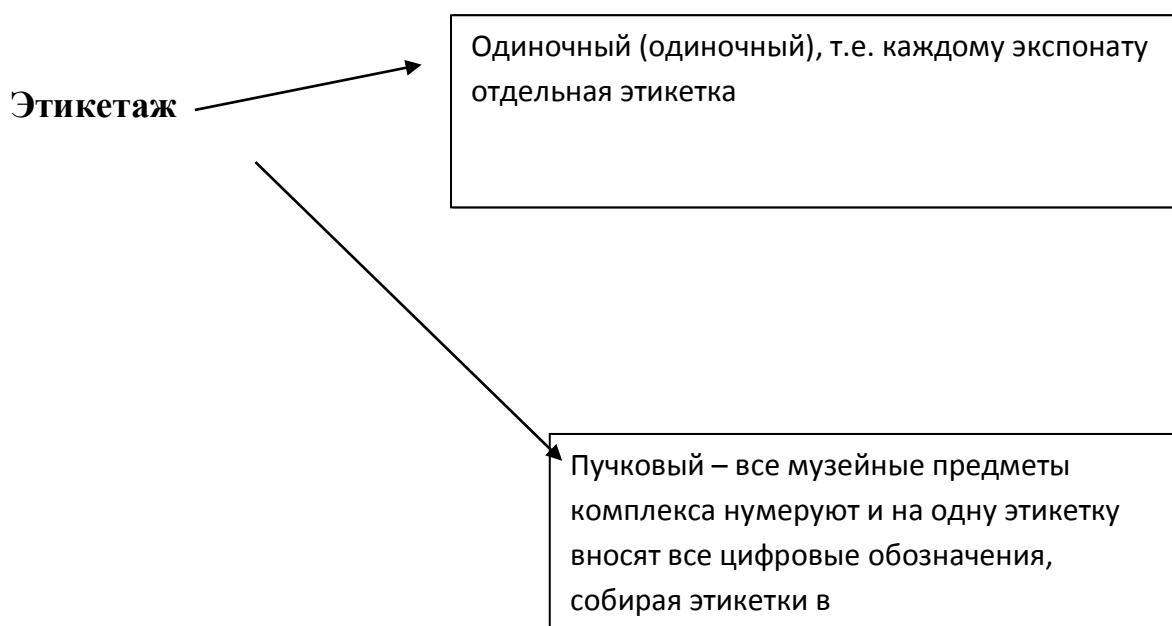 Одиночный (одиночный), т.е. каждому экспонату
отдельная этикетка
Этикетаж
Пучковый – все музейные предметы
комплекса нумеруют и на одну этикетку
вносят все цифровые обозначения,
собирая этикетки в